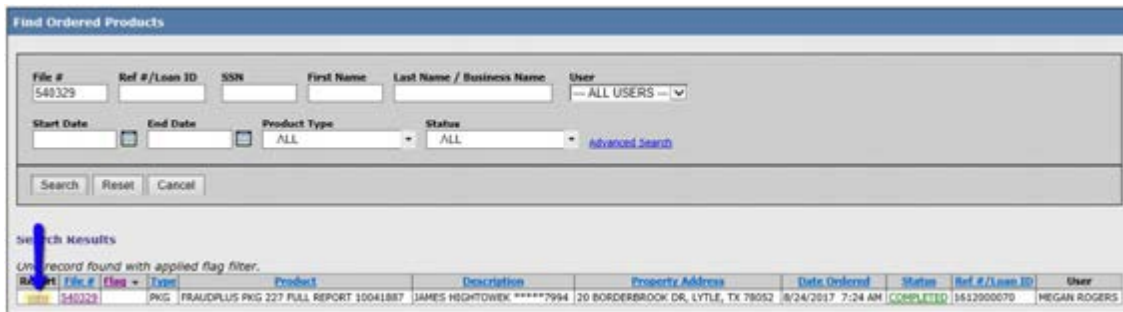 Find Ordered Products
File # Ref #/Loan ID SSN First Name Last Name / Business Name User
540329 --- ALL USERS ---
Start Date End Date Product Type Status
ALL ALL Advanced Search
Search Reset Cancel
Search Results
One record found with applied flag filter.
File # Flag Type Product Description Property Address Date Ordered Status Ref #/Loan ID User
540329 PKG FRAUDPLUS PKG 227 FULL REPORT 10041887 JAMES HIGHTOWER *****7994 20 BORDERBROOK DR, LYTLE, TX 78052 8/24/2017 7:24 AM COMPLETED 1612900070 MEGAN ROGERS